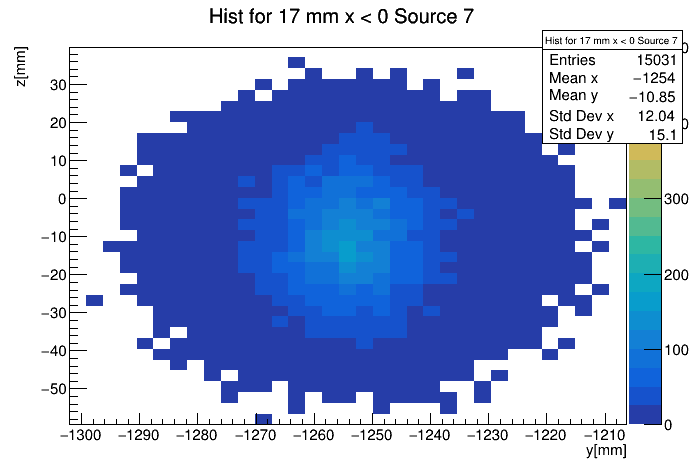 Hist for 17 mm x < 0 Source 7
z[mm]
Hist for 17 mm x < 0 Source 7
Entries 15031
Mean x −1254
Mean y −10.85
Std Dev x 12.04
Std Dev y 15.1
30
20
10
0
−10
−20
−30
−40
−50
0
0
300
200
100
0
−1300 −1290 −1280 −1270 −1260 −1250 −1240 −1230 −1220 −1210
y[mm]